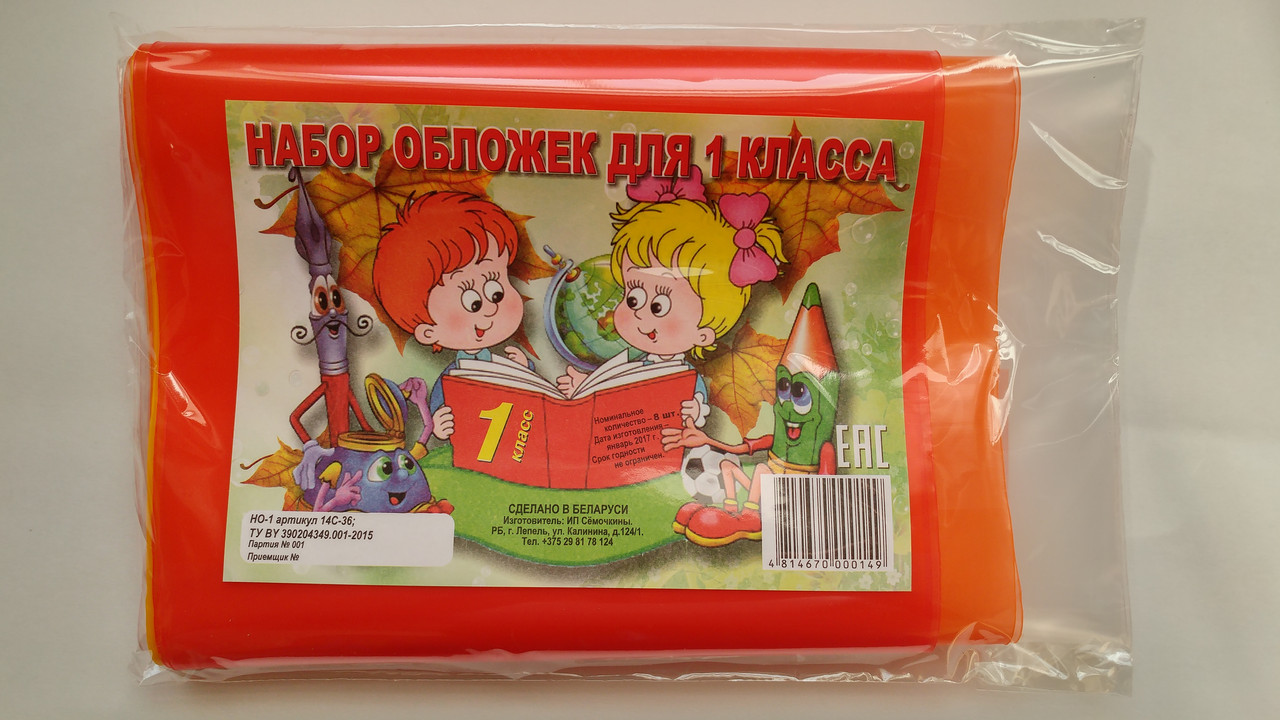 НАБОР ОБЛОЖЕК ДЛЯ 1 КЛАССА
1 класс
Номинальное
количество – 8 шт.
Дата изготовления –
январь 2017 г.
Срок годности
не ограничен.
ЕАС
СДЕЛАНО В БЕЛАРУСИ
Изготовитель: ИП Сёмочкины.
РБ, г. Лепель, ул. Калинина, д.124/1.
Тел. +375 29 81 78 124
НО-1 артикул 14С-36;
ТУ BY 390204349.001-2015
Партия № 001
Приемщик №
4 814670 000149